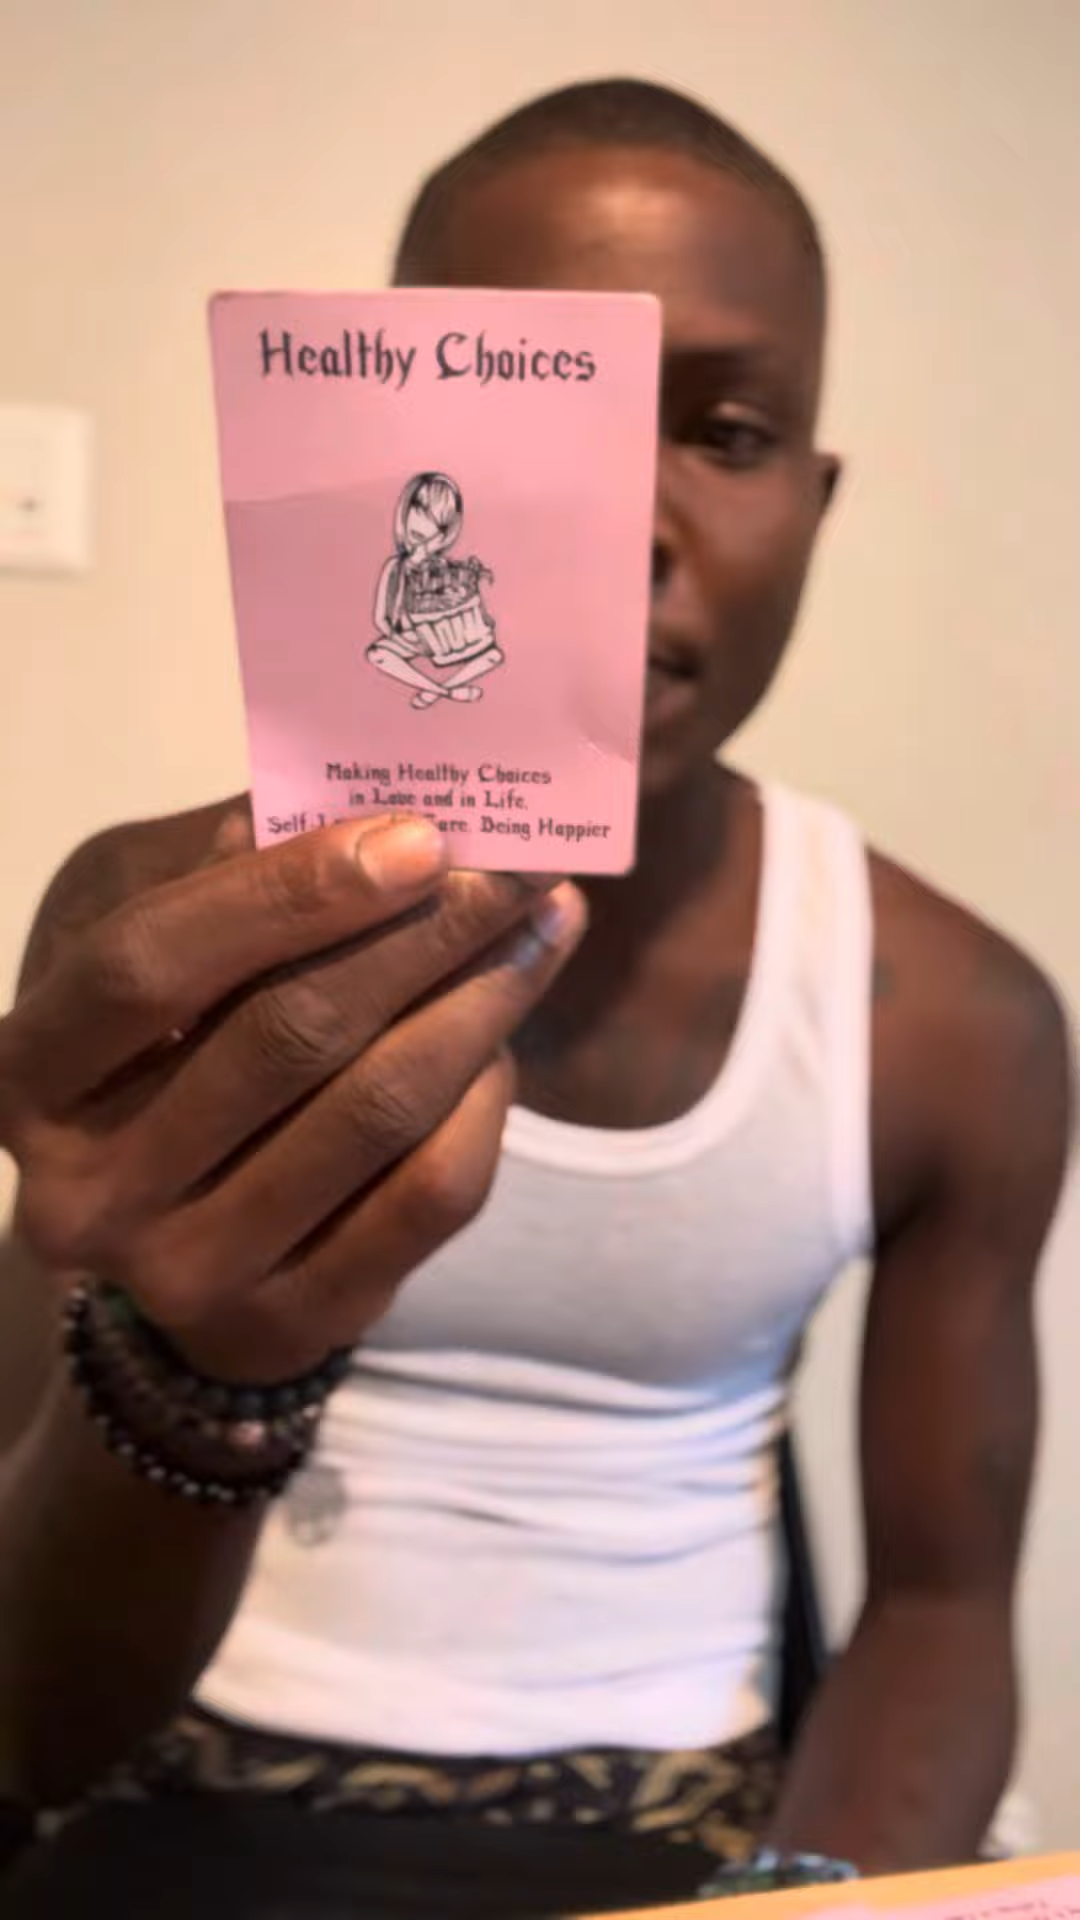 Healthy Choices
Making Healthy Choices
in Love and in Life.
Self Care. Being Happier